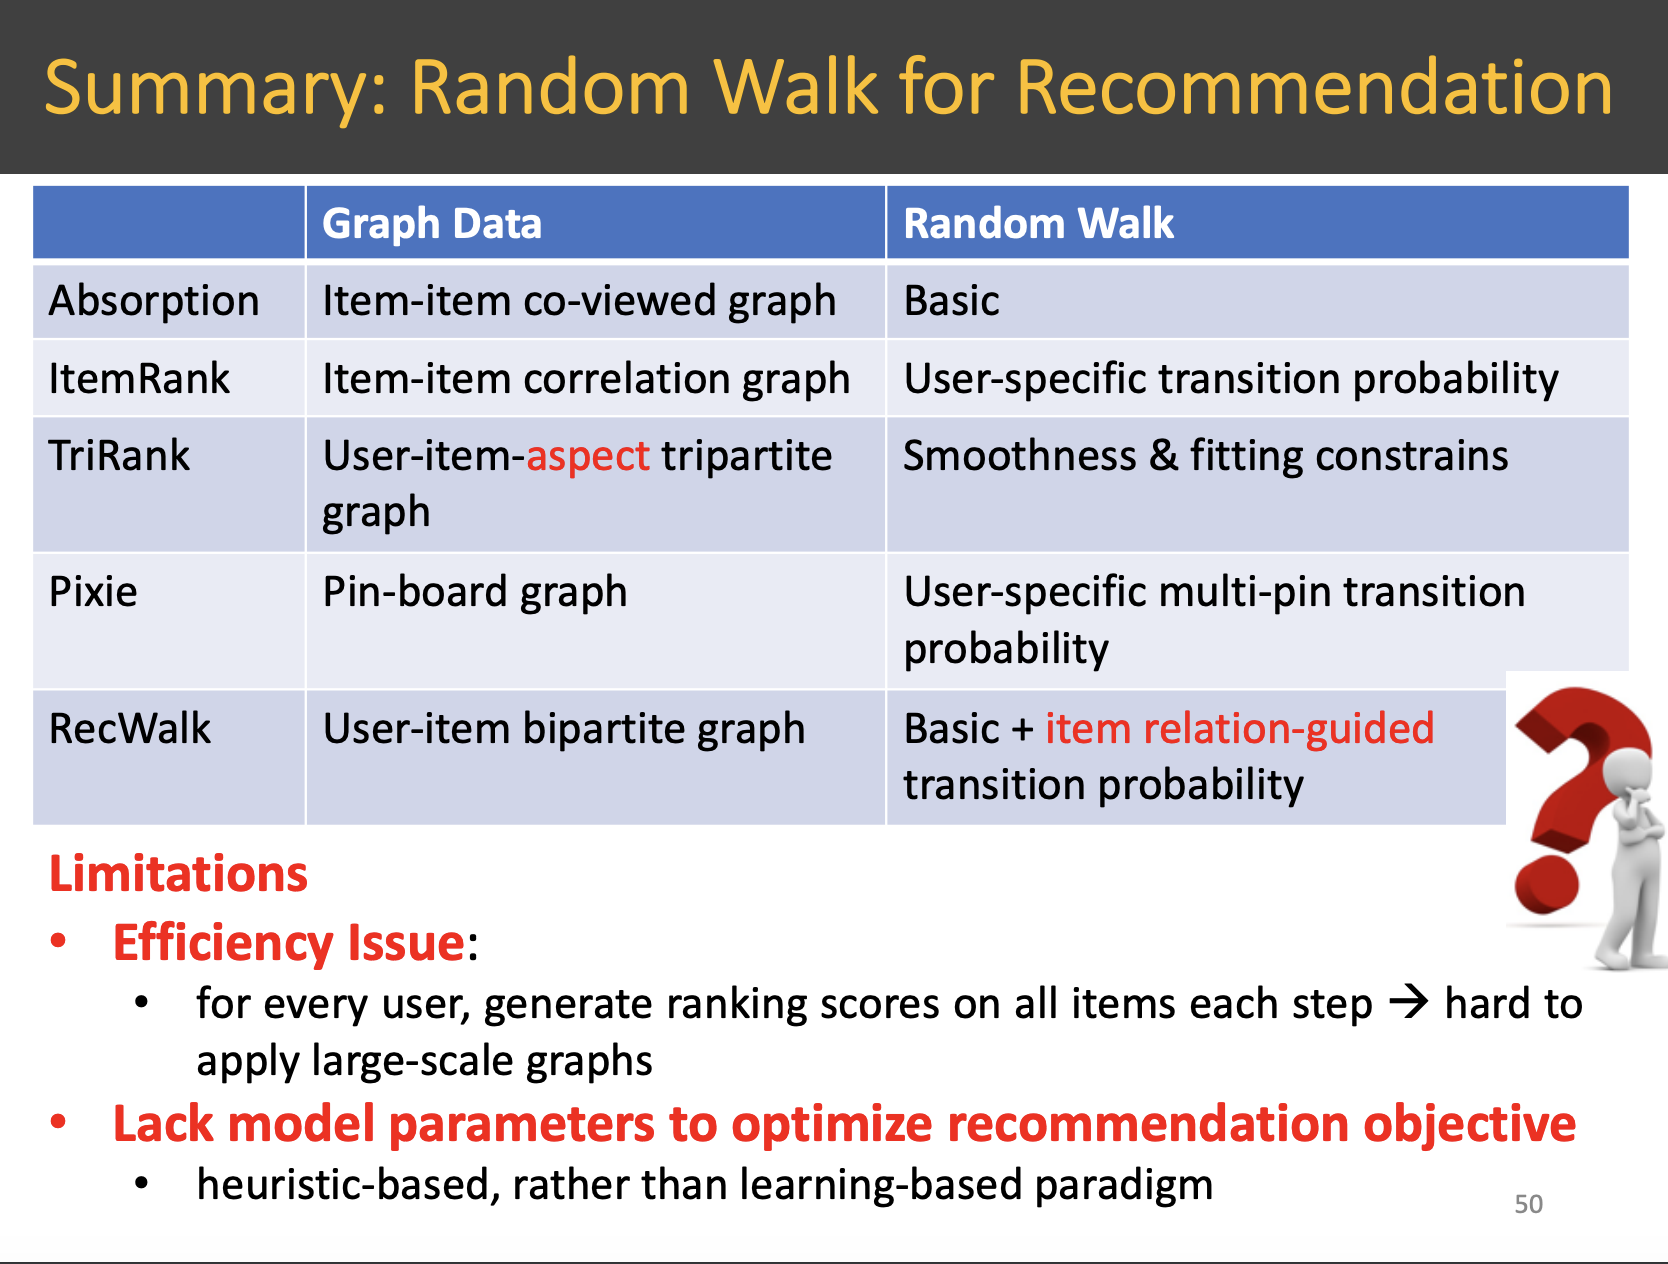 Summary: Random Walk for Recommendation
Graph Data
Random Walk
Absorption
Item-item co-viewed graph
Basic
ItemRank
Item-item correlation graph
User-specific transition probability
TriRank
User-item-aspect tripartite
graph
Smoothness & fitting constrains
Pixie
Pin-board graph
User-specific multi-pin transition
probability
RecWalk
User-item bipartite graph
Basic + item relation-guided
transition probability
Limitations
• Efficiency Issue:
• for every user, generate ranking scores on all items each step → hard to
apply large-scale graphs
• Lack model parameters to optimize recommendation objective
• heuristic-based, rather than learning-based paradigm
50